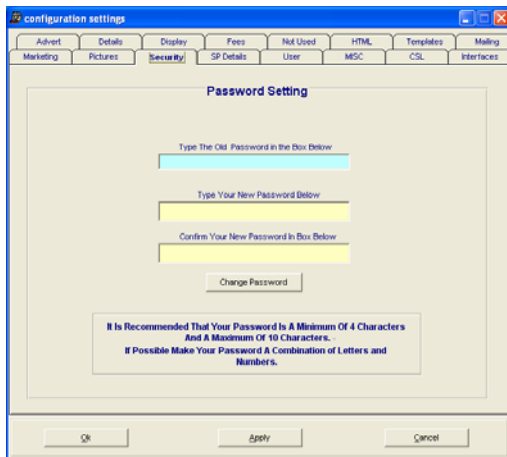 configuration settings
Advert Details Display Fees Not Used HTML Templates Mailing
Marketing Pictures Security SP Details User MISC CSL Interfaces
Password Setting
Type The Old Password in the Box Below
Type Your New Password Below
Confirm Your New Password In Box Below
Change Password
It Is Recommended That Your Password Is A Minimum Of 4 Characters
And A Maximum Of 10 Characters. -
If Possible Make Your Password A Combination of Letters and
Numbers.
Ok Apply Cancel